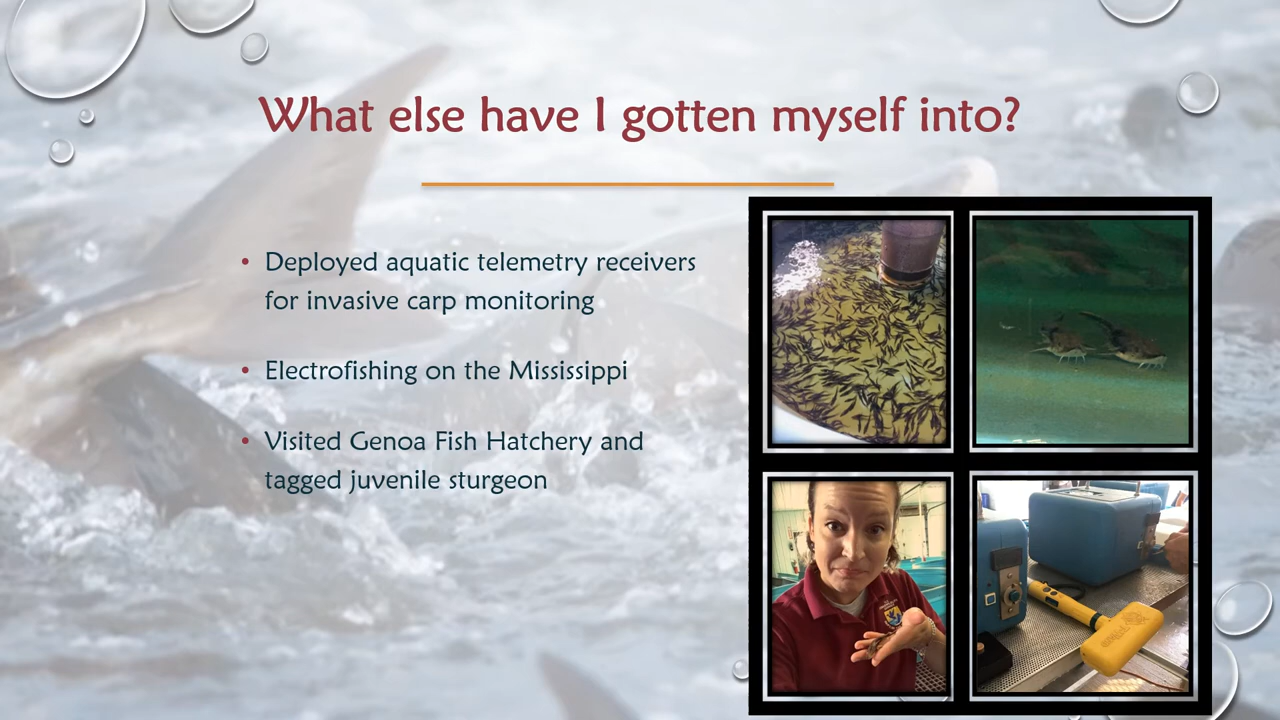 What else have I gotten myself into?
• Deployed aquatic telemetry receivers
for invasive carp monitoring
• Electrofishing on the Mississippi
• Visited Genoa Fish Hatchery and
tagged juvenile sturgeon